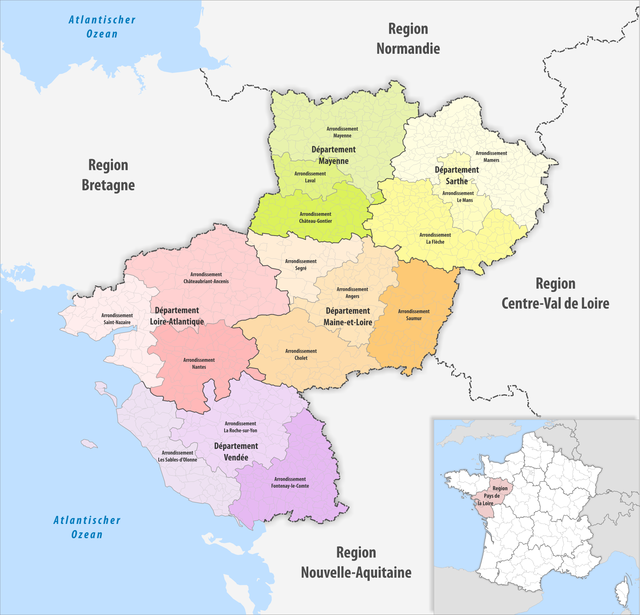 Atlantischer
Ozean
Region
Normandie
Region
Bretagne
Arrondissement
Mayenne
Département
Mayenne
Arrondissement
Laval
Arrondissement
Château-Gontier
Arrondissement
Mamers
Département
Sarthe
Arrondissement
Le Mans
Arrondissement
La Flèche
Arrondissement
Châteaubriant-Ancenis
Arrondissement
Segré
Arrondissement
Angers
Region
Centre-Val de Loire
Arrondissement
Saint-Nazaire
Département
Loire-Atlantique
Département
Maine-et-Loire
Arrondissement
Saumur
Arrondissement
Nantes
Arrondissement
Cholet
Arrondissement
La Roche-sur-Yon
Département
Vendée
Arrondissement
Les Sables-d'Olonne
Arrondissement
Fontenay-le-Comte
Region
Pays de
la Loire
Atlantischer
Ozean
Region
Nouvelle-Aquitaine